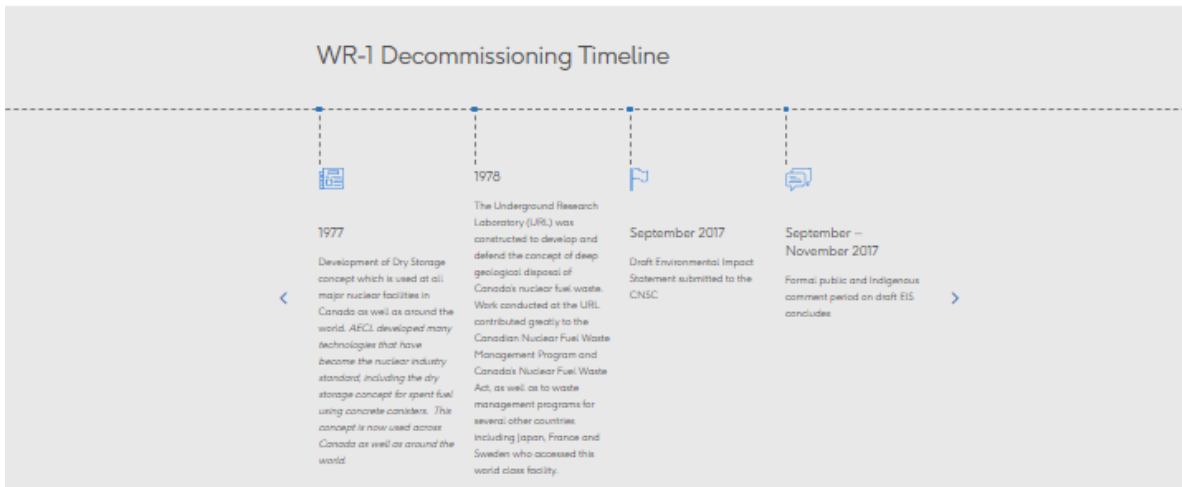 WR-1 Decommissioning Timeline
1977
Development of Dry Storage
concept which is used at all
major nuclear facilities in
Canada as well as around the
world. AECL developed many
technologies that have
become the nuclear industry
standard, including the dry
storage concept for spent fuel
using concrete canisters. This
concept is now used across
Canada as well as around the
world.
1978
The Underground Research
Laboratory (URL) was
constructed to develop and
defend the concept of deep
geological disposal of
Canada's nuclear fuel waste.
Work conducted at the URL
contributed greatly to the
Canadian Nuclear Fuel Waste
Management Program and
Canada's Nuclear Fuel Waste
Act, as well as to waste
management programs for
several other countries
including Japan, France and
Sweden who accessed this
world class facility.
September 2017
Draft Environmental Impact
Statement submitted to the
CNSC
September –
November 2017
Formal public and Indigenous
comment period on draft EIS
concludes